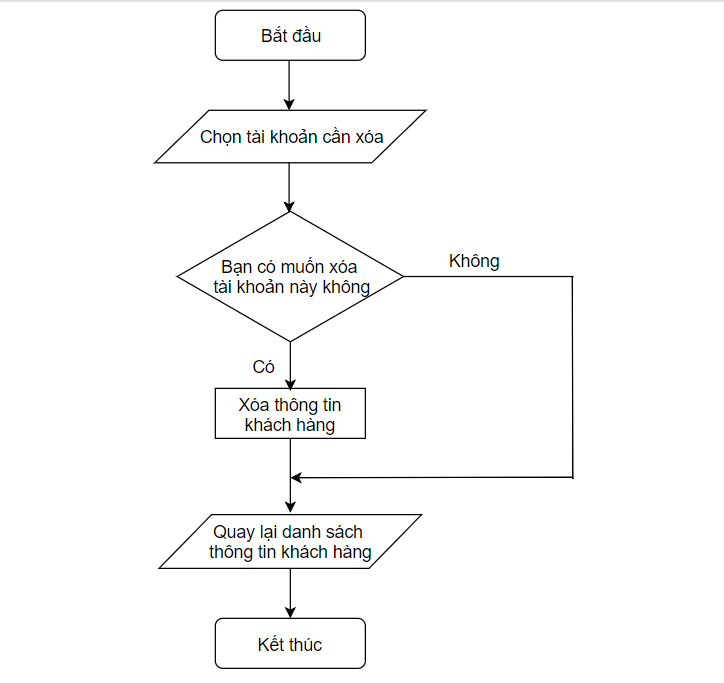 Bắt đầu
Chọn tài khoản cần xóa
Bạn có muốn xóa
tài khoản này không
Không
Có
Xóa thông tin
khách hàng
Quay lại danh sách
thông tin khách hàng
Kết thúc